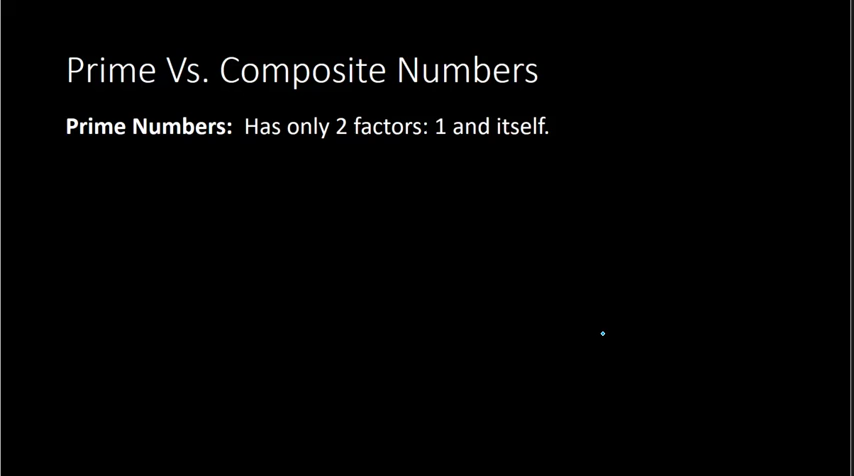 Prime Vs. Composite Numbers
Prime Numbers: Has only 2 factors: 1 and itself.